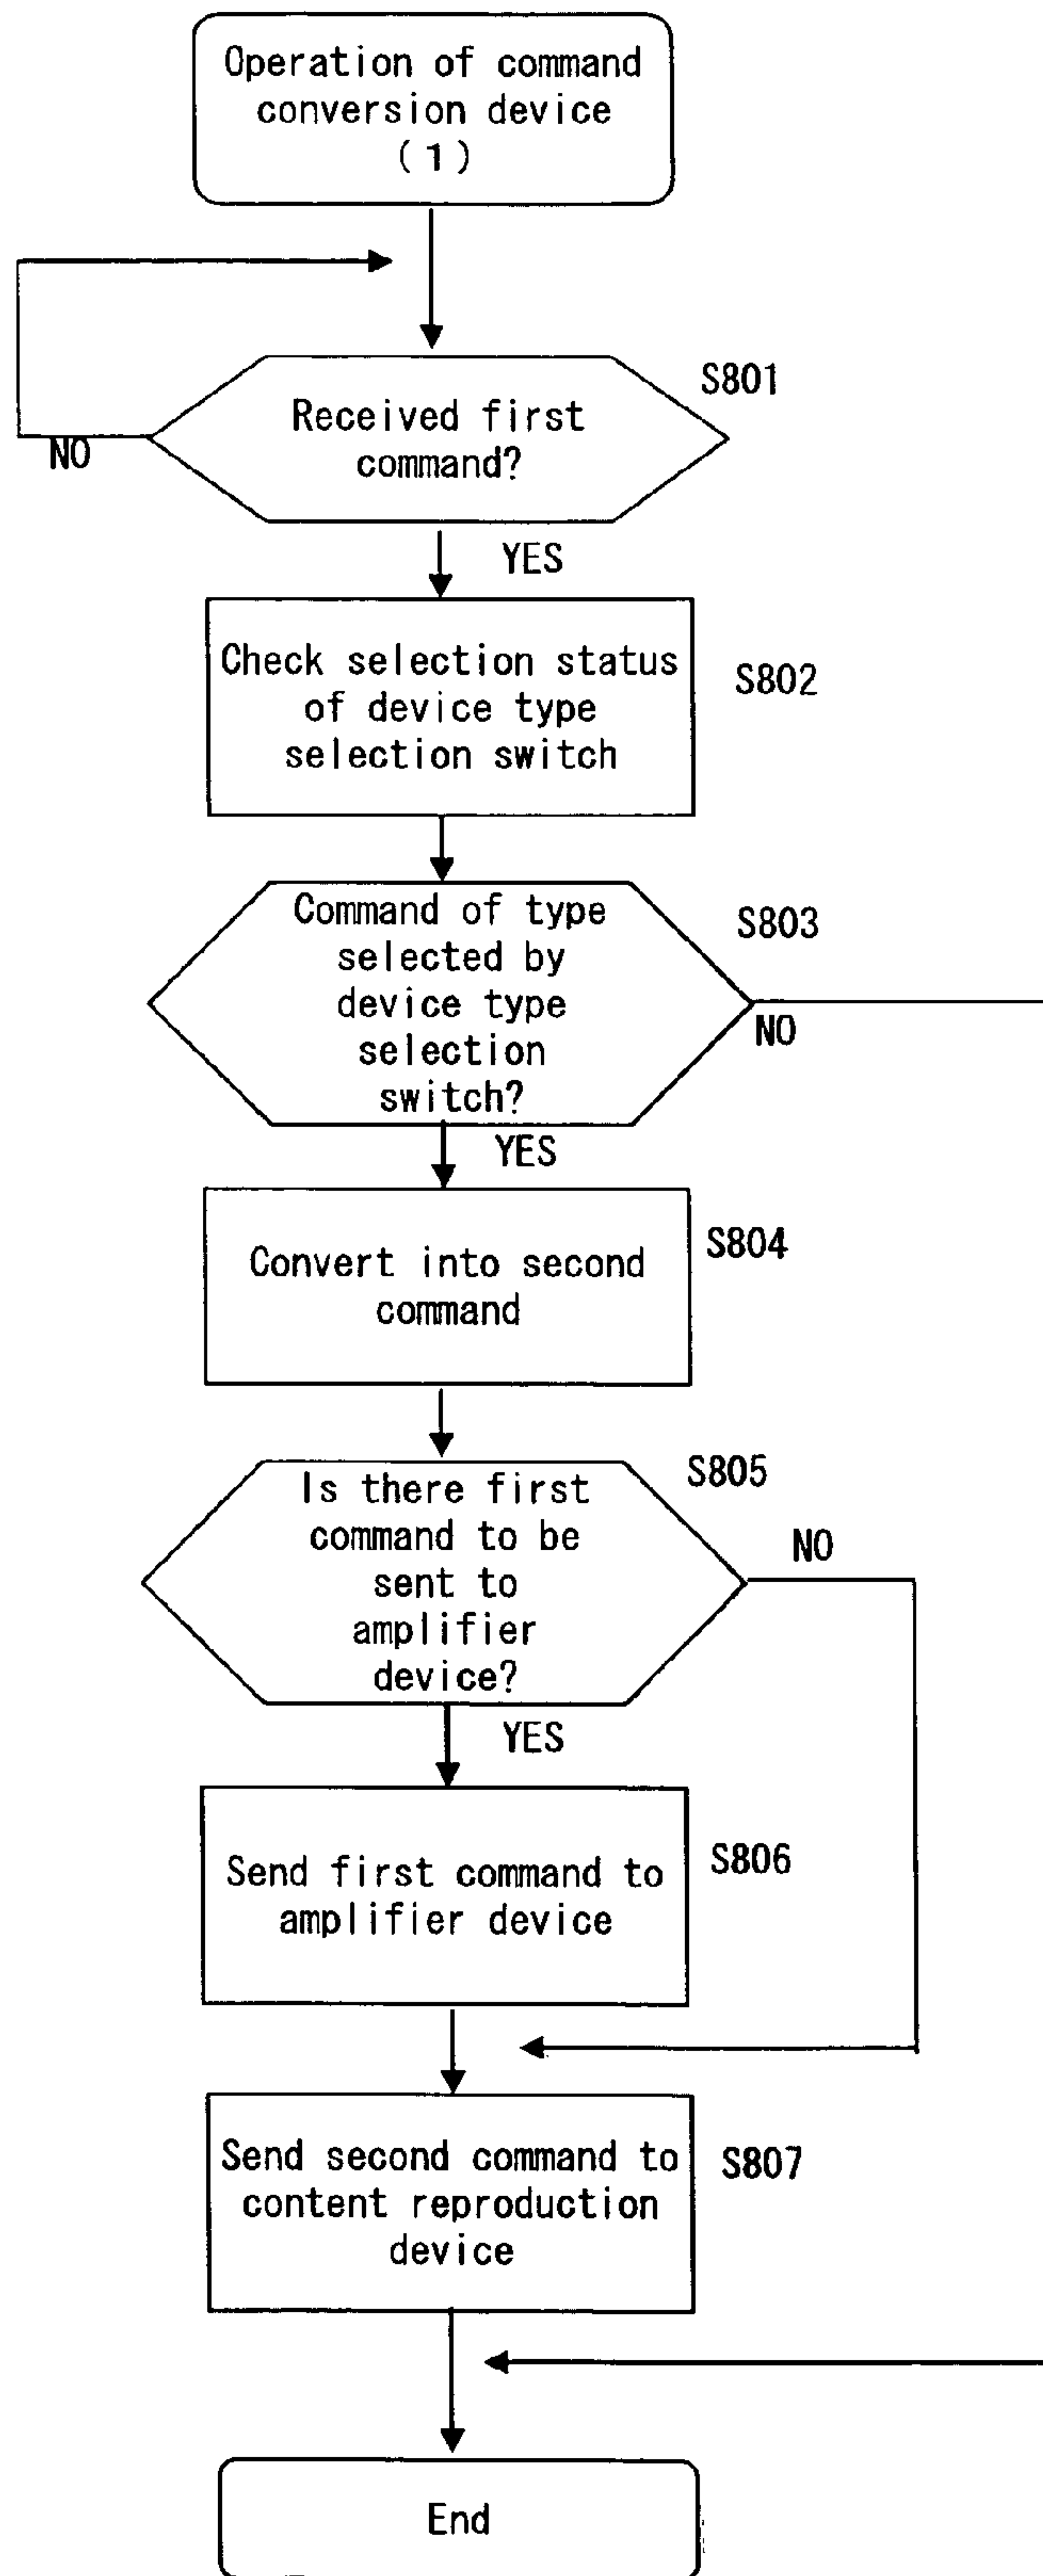 Operation of command
conversion device
(1)
Received first
command?
S801
NO
YES
Check selection status
of device type
selection switch
S802
Command of type
selected by
device type
selection
switch?
S803
NO
YES
Convert into second
command
S804
Is there first
command to be
sent to
amplifier
device?
S805
NO
YES
Send first command to
amplifier device
S806
Send second command to
content reproduction
device
S807
End